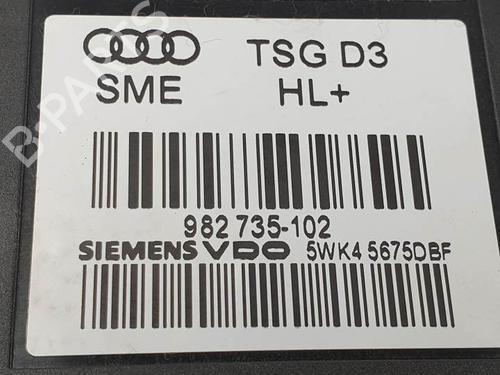 TSG D3
SME HL+
982 735-102
SIEMENS VDO 5WK4 5675DBF
B-PARTS